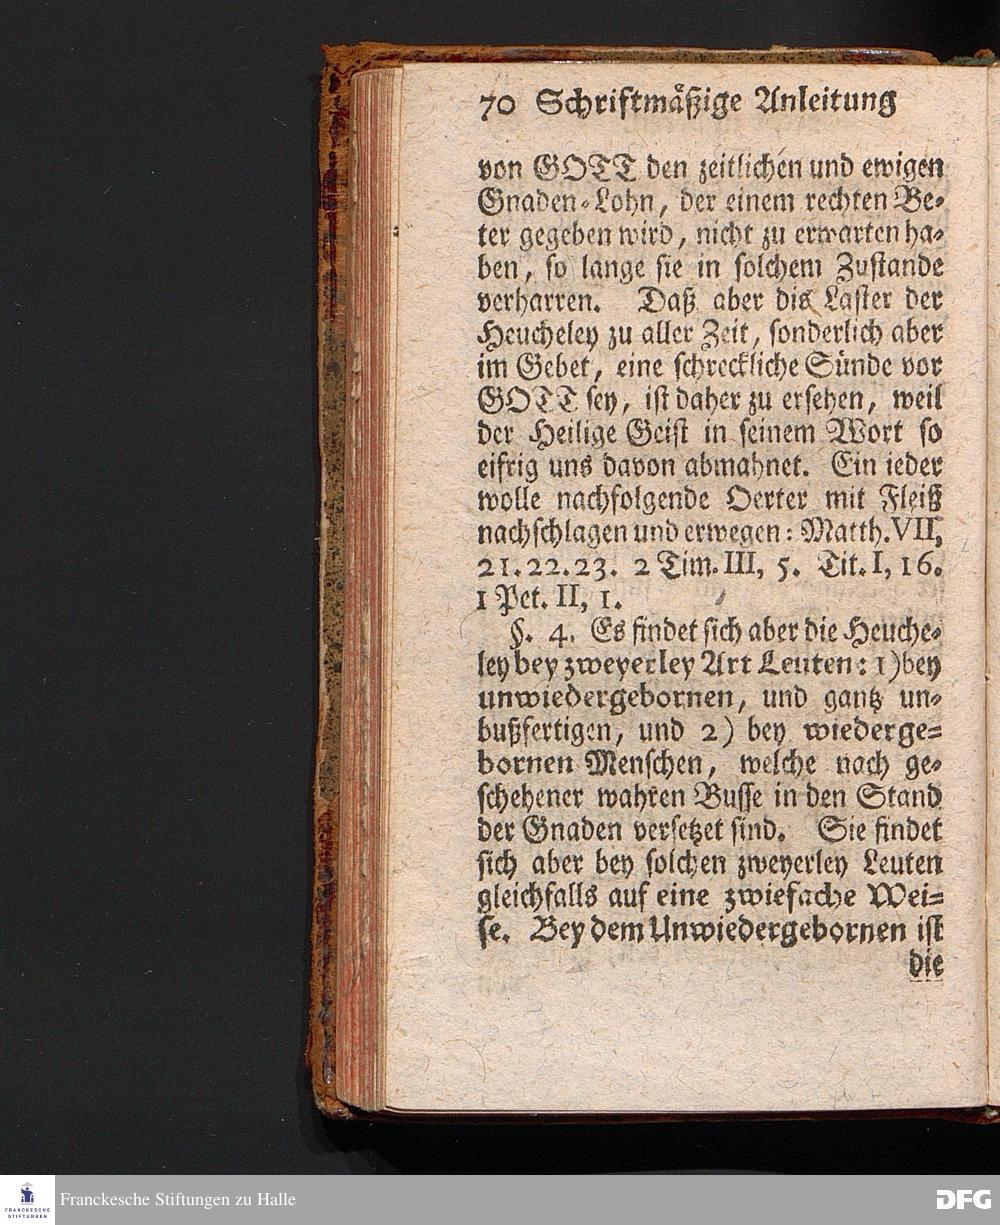 70 Schriftmäßige Anleitung
von GOTT den zeitlichen und ewigen
Gnaden-Lohn, der einem rechten Be-
ter gegeben wird, nicht zu erwarten ha-
ben, so lange sie in solchem Zustande
verharren. Daß aber dis Laster der
Heucheley zu aller Zeit, sonderlich aber
im Gebet, eine schreckliche Sünde vor
GOTT sey, ist daher zu ersehen, weil
der Heilige Geist in seinem Wort so
eifrig uns davon abmahnet. Ein ieder
wolle nachfolgende Oerter mit Fleiß
nachschlagen und erwegen: Matth. VII,
21. 22. 23. 2 Tim. III, 5. Tit. I, 16.
1 Pet. II, 1.
§. 4. Es findet sich aber die Heuche-
ley bey zweyerley Art Leuten: 1) bey
unwiedergebornen, und gantz un-
bußfertigen, und 2) bey wiederge-
bornen Menschen, welche nach ge-
schehener wahren Busse in den Stand
der Gnaden versetzet sind. Sie findet
sich aber bey solchen zweyerley Leuten
gleichfalls auf eine zwiefache Wei-
se. Bey dem Unwiedergebornen ist
die
FRANCKESCHE
STIFTUNGEN
Franckesche Stiftungen zu Halle
DFG